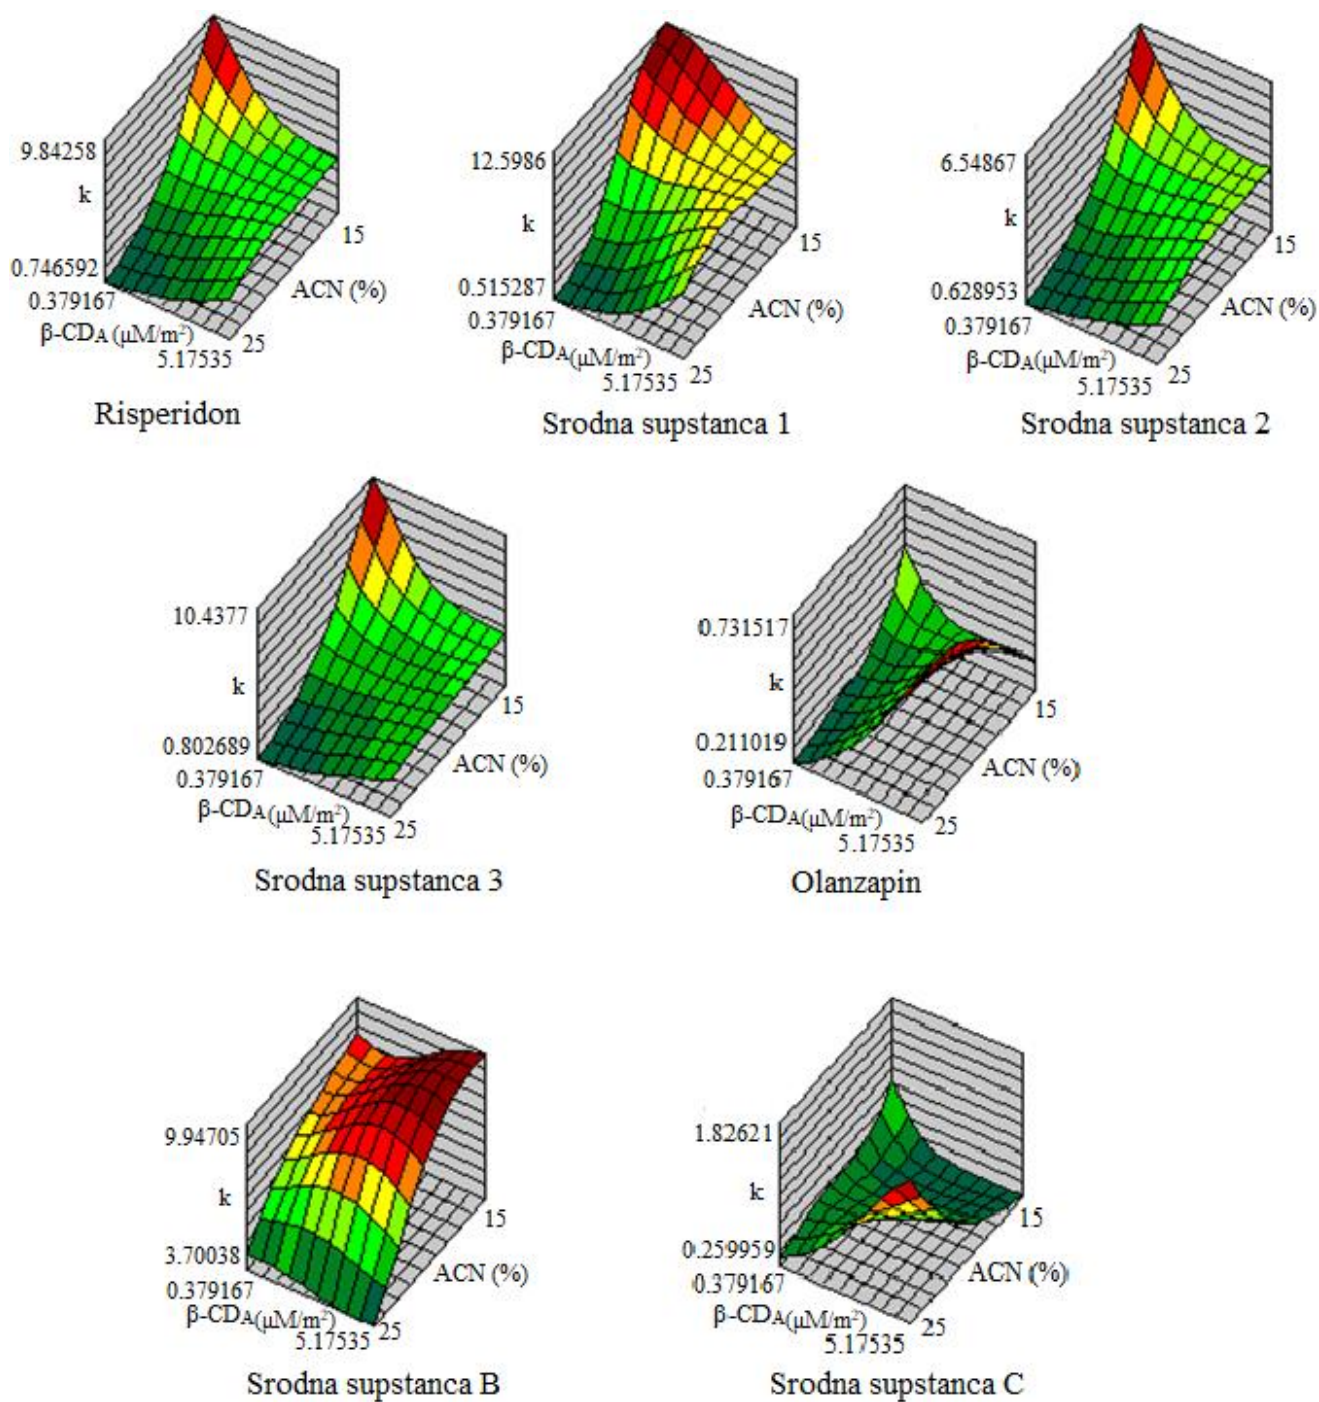 9.84258
k
0.746592
0.379167
β-CDA (μM/m²)
5.17535
25
ACN (%)
15
Risperidon
12.5986
k
0.515287
0.379167
β-CDA(μM/m²)
5.17535
25
ACN (%)
15
Srodna supstanca 1
6.54867
k
0.628953
0.379167
β-CDA(μM/m²)
5.17535
25
ACN (%)
15
Srodna supstanca 2
10.4377
k
0.802689
0.379167
β-CDA(μM/m²)
5.17535
25
ACN (%)
15
Srodna supstanca 3
0.731517
k
0.211019
0.379167
β-CDA(μM/m²)
5.17535
25
ACN (%)
15
Olanzapin
9.94705
k
3.70038
0.379167
β-CDA(μM/m²)
5.17535
25
ACN (%)
15
Srodna supstanca B
1.82621
k
0.259959
0.379167
β-CDA(μM/m²)
5.17535
25
ACN (%)
15
Srodna supstanca C